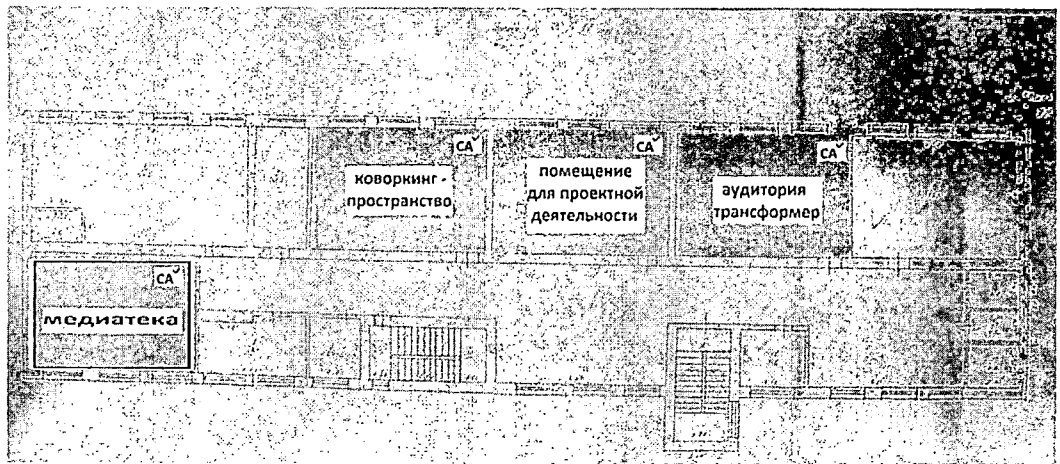 CA
коворкинг -
пространство
CA
помещение
для проектной
деятельности
CA
аудитория
трансформер
CA
медиатека